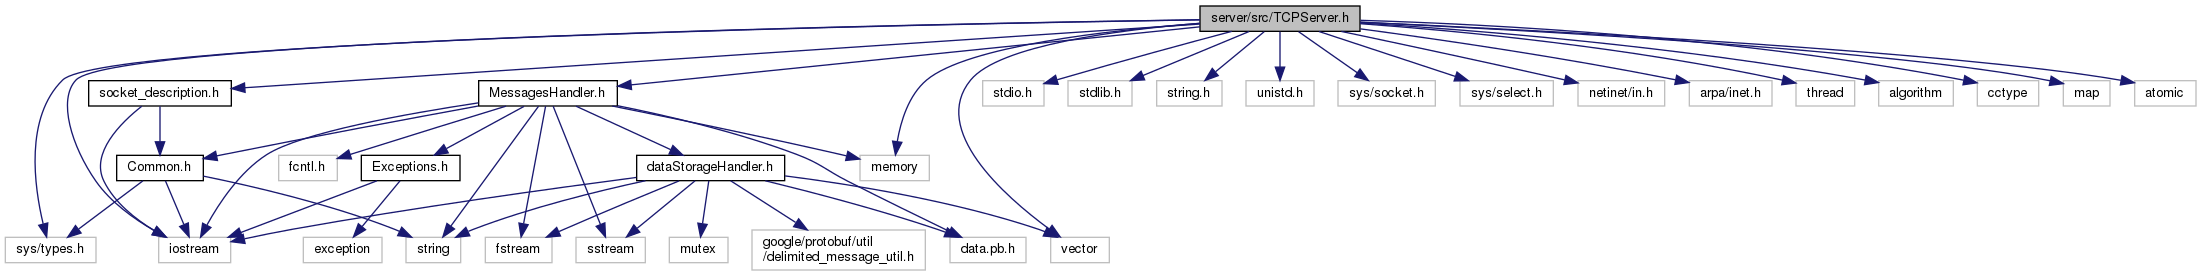 server/src/TCPServer.h
socket_description.h
MessagesHandler.h
stdio.h
stdlib.h
string.h
unistd.h
sys/socket.h
sys/select.h
netinet/in.h
arpa/inet.h
thread
algorithm
cctype
map
atomic
Common.h
fcntl.h
Exceptions.h
dataStorageHandler.h
memory
sys/types.h
iostream
exception
string
fstream
sstream
mutex
google/protobuf/util
/delimited_message_util.h
data.pb.h
vector